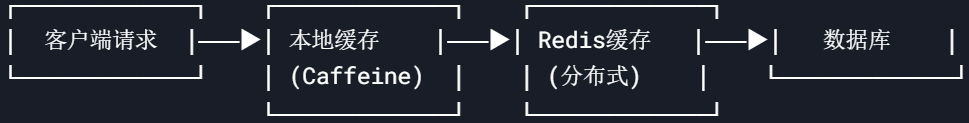 客户端请求
本地缓存
(Caffeine)
Redis缓存
(分布式)
数据库